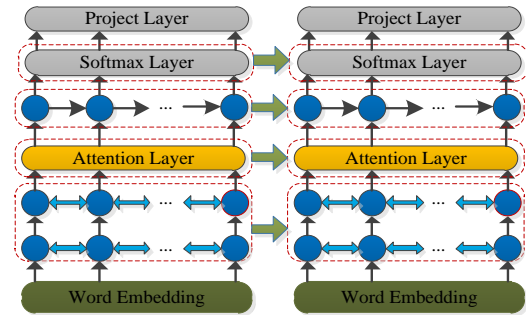 Project Layer Project Layer
Softmax Layer Softmax Layer
... ...
Attention Layer Attention Layer
... ...
... ...
Word Embedding Word Embedding